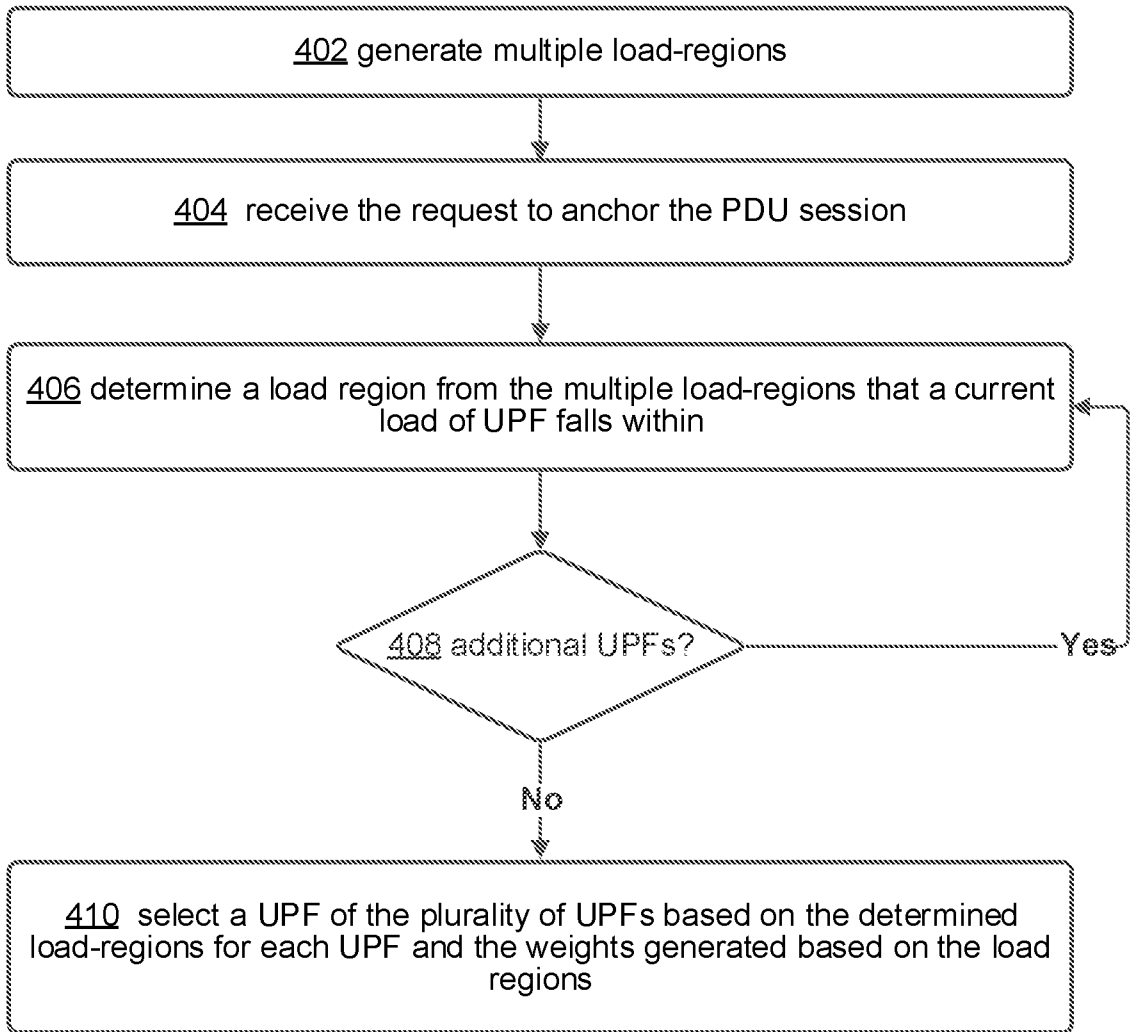 402 generate multiple load-regions
404 receive the request to anchor the PDU session
406 determine a load region from the multiple load-regions that a current
load of UPF falls within
408 additional UPFs?
Yes
No
410 select a UPF of the plurality of UPFs based on the determined
load-regions for each UPF and the weights generated based on the load
regions